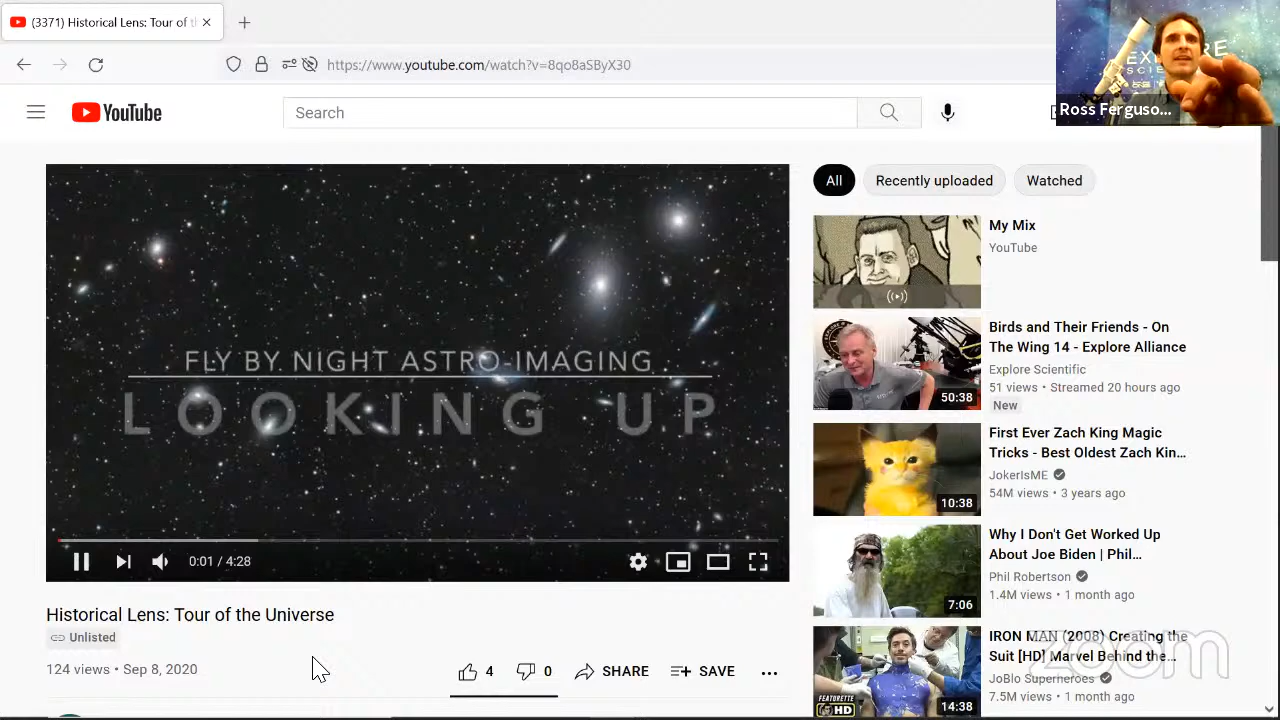 (3371) Historical Lens: Tour of t
https://www.youtube.com/watch?v=8qo8aSByX30
YouTube
Search
Ross Ferguso...
FLY BY NIGHT ASTRO-IMAGING
LOOKING UP
0:01 / 4:28
Historical Lens: Tour of the Universe
Unlisted
124 views • Sep 8, 2020
4
0
SHARE
SAVE
All
Recently uploaded
Watched
My Mix
YouTube
Birds and Their Friends - On
The Wing 14 - Explore Alliance
Explore Scientific
51 views • Streamed 20 hours ago
New
50:38
First Ever Zach King Magic
Tricks - Best Oldest Zach Kin...
JokerIsME
54M views • 3 years ago
10:38
Why I Don't Get Worked Up
About Joe Biden | Phil...
Phil Robertson
1.4M views • 1 month ago
7:06
IRON MAN (2008) Creating the
Suit [HD] Marvel Behind the...
JoBlo Superheroes
7.5M views • 1 month ago
FEATURETTE
HD
14:38
zoom